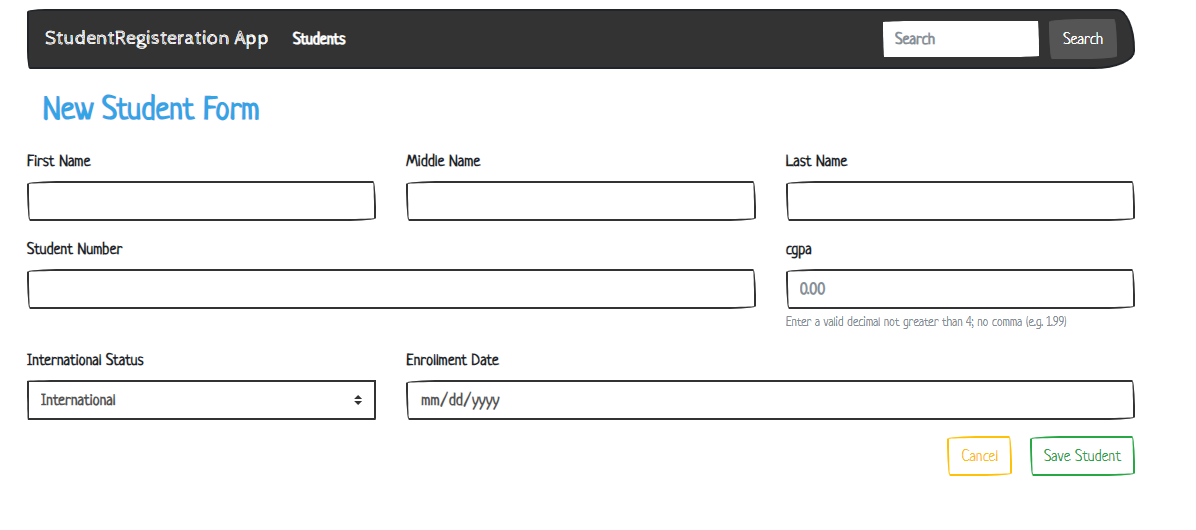 StudentRegisteration App Students Search Search
New Student Form
First Name Middle Name Last Name
Student Number cgpa
0.00
Enter a valid decimal not greater than 4; no comma (e.g. 1.99)
International Status Enrollment Date
International mm/dd/yyyy
Cancel Save Student